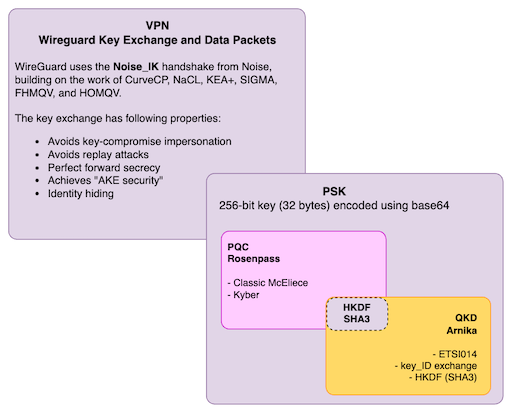 VPN
Wireguard Key Exchange and Data Packets
WireGuard uses the Noise_IK handshake from Noise,
building on the work of CurveCP, NaCL, KEA+, SIGMA,
FHMQV, and HOMQV.
The key exchange has following properties:
• Avoids key-compromise impersonation
• Avoids replay attacks
• Perfect forward secrecy
• Achieves "AKE security"
• Identity hiding
PSK
256-bit key (32 bytes) encoded using base64
PQC
Rosenpass
- Classic McEliece
- Kyber
HKDF
SHA3
QKD
Arnika
- ETSI014
- key_ID exchange
- HKDF (SHA3)